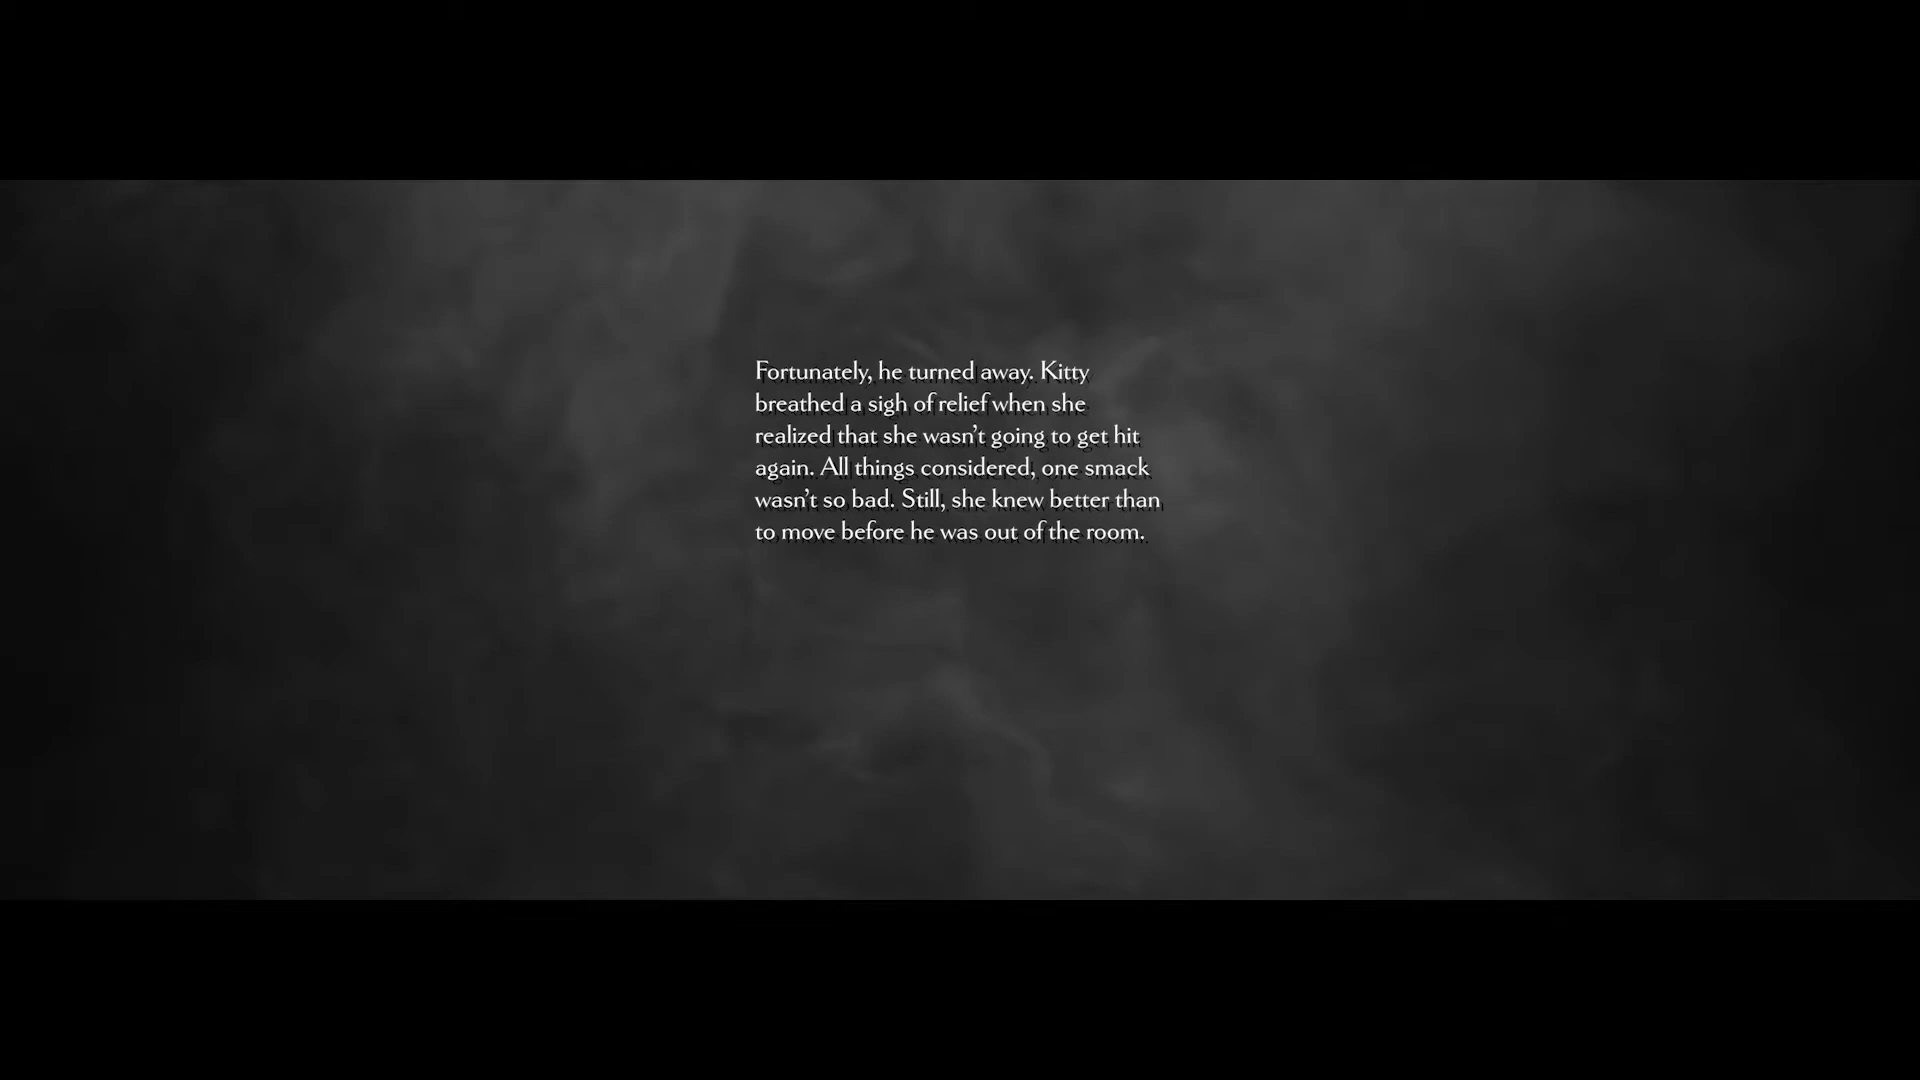 Fortunately, he turned away. Kitty
breathed a sigh of relief when she
realized that she wasn't going to get hit
again. All things considered, one smack
wasn't so bad. Still, she knew better than
to move before he was out of the room.